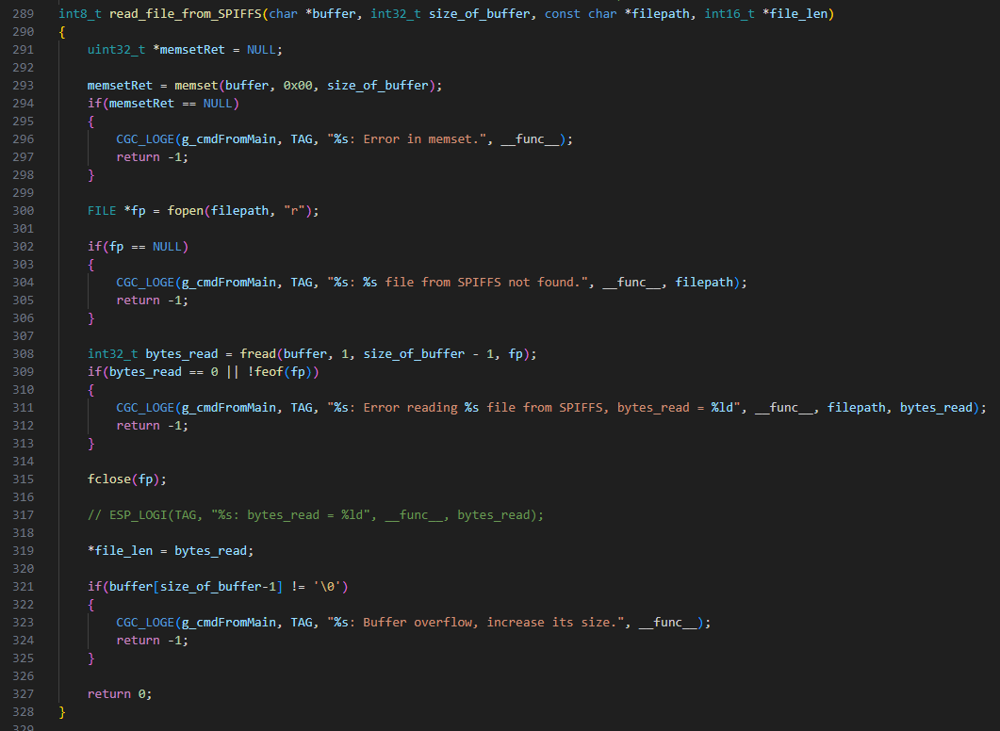 289 int8_t read_file_from_SPIFFS(char *buffer, int32_t size_of_buffer, const char *filepath, int16_t *file_len)
290 {
291     uint32_t *memsetRet = NULL;
292
293     memsetRet = memset(buffer, 0x00, size_of_buffer);
294     if(memsetRet == NULL)
295     {
296         CGC_LOGE(g_cmdFromMain, TAG, "%s: Error in memset.", __func__);
297         return -1;
298     }
299
300     FILE *fp = fopen(filepath, "r");
301
302     if(fp == NULL)
303     {
304         CGC_LOGE(g_cmdFromMain, TAG, "%s: %s file from SPIFFS not found.", __func__, filepath);
305         return -1;
306     }
307
308     int32_t bytes_read = fread(buffer, 1, size_of_buffer - 1, fp);
309     if(bytes_read == 0 || !feof(fp))
310     {
311         CGC_LOGE(g_cmdFromMain, TAG, "%s: Error reading %s file from SPIFFS, bytes_read = %ld", __func__, filepath, bytes_read);
312         return -1;
313     }
314
315     fclose(fp);
316
317     // ESP_LOGI(TAG, "%s: bytes_read = %ld", __func__, bytes_read);
318
319     *file_len = bytes_read;
320
321     if(buffer[size_of_buffer-1] != '\0')
322     {
323         CGC_LOGE(g_cmdFromMain, TAG, "%s: Buffer overflow, increase its size.", __func__);
324         return -1;
325     }
326
327     return 0;
328 }
329